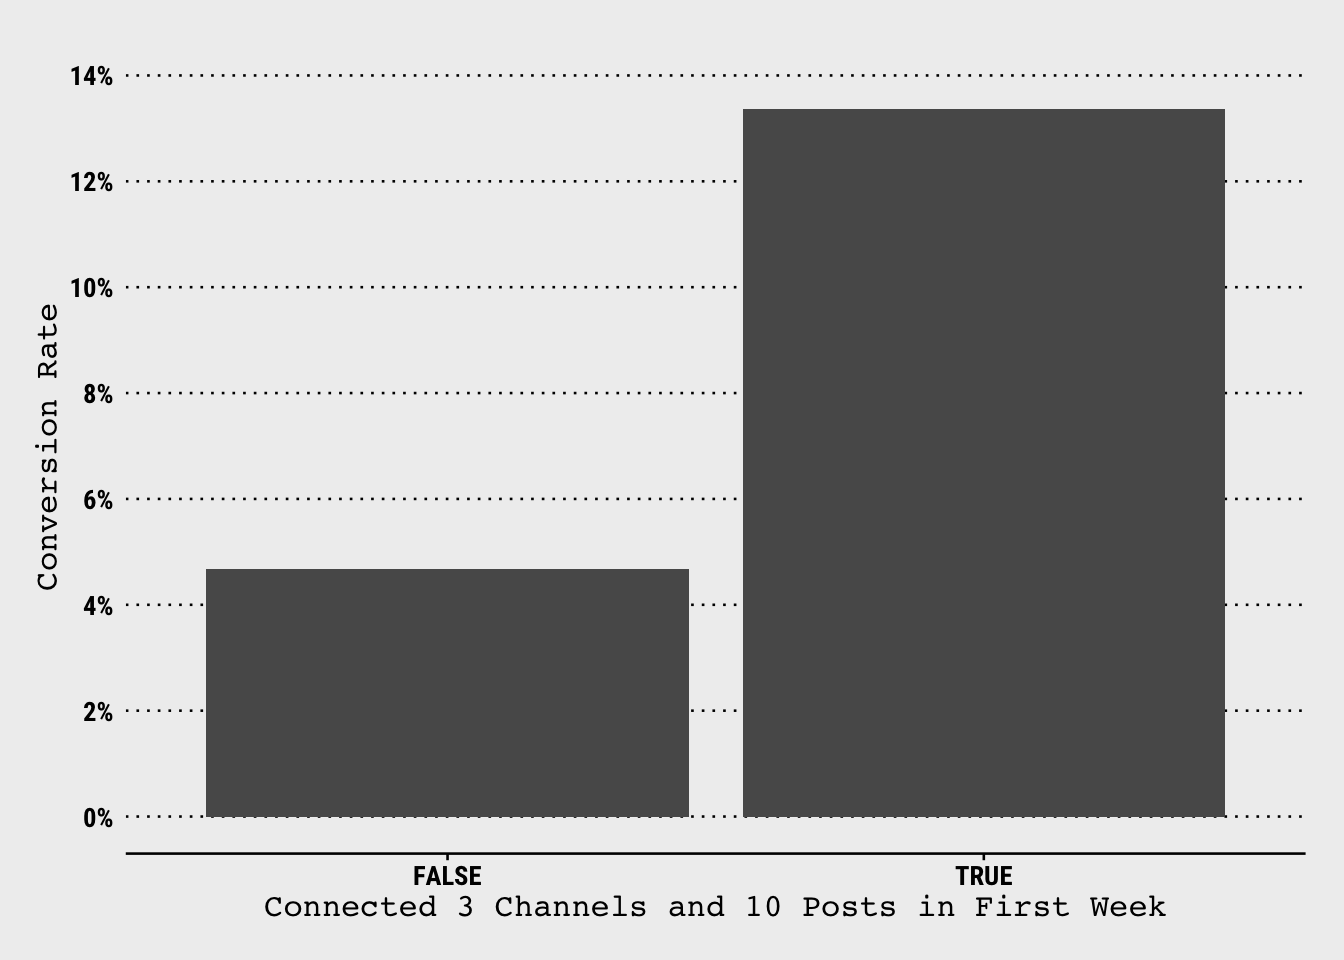 14%
12%
10%
8%
6%
4%
2%
0%
Conversion Rate
FALSE TRUE
Connected 3 Channels and 10 Posts in First Week